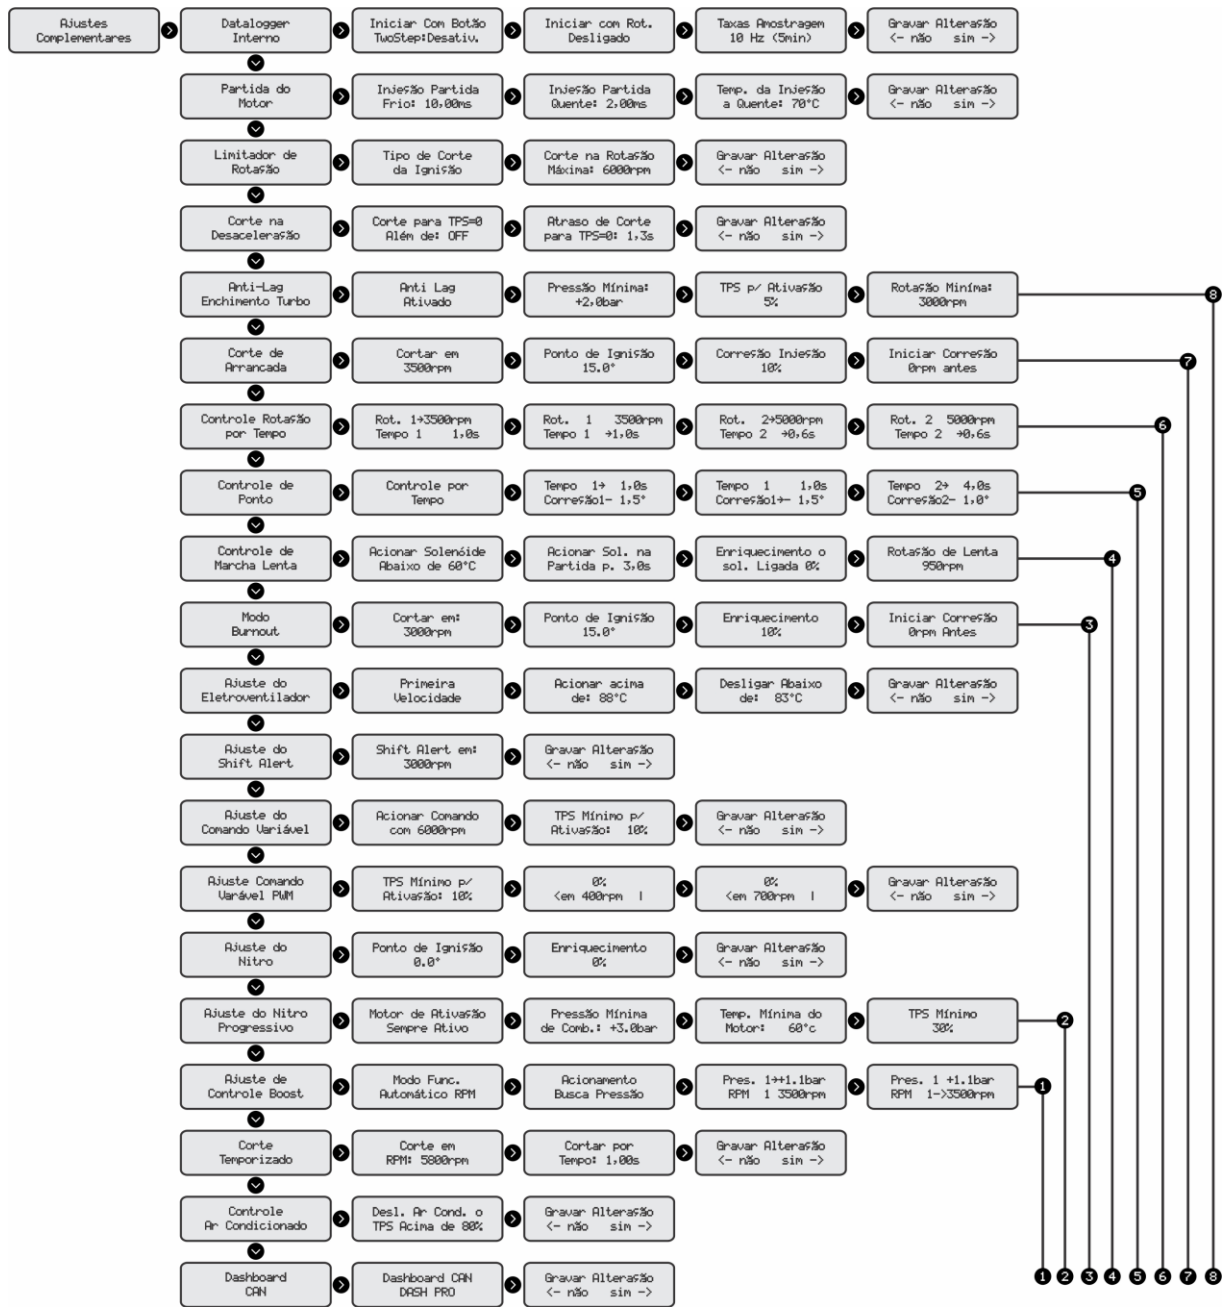 Ajustes
Complementares
Datalogger
Interno
Iniciar Com Botão
TwoStep:Desativ.
Iniciar com Rot.
Desligado
Taxas Amostragem
10 Hz (5min)
Gravar Alteração
<- não sim ->
Partida do
Motor
Injeção Partida
Frio: 10,00ms
Injeção Partida
Quente: 2,00ms
Temp. da Injeção
a Quente: 70°C
Gravar Alteração
<- não sim ->
Limitador de
Rotação
Tipo de Corte
da Ignição
Corte na Rotação
Máxima: 6000rpm
Gravar Alteração
<- não sim ->
Corte na
Desaceleração
Corte para TPS=0
Além de: OFF
Atraso de Corte
para TPS=0: 1,3s
Gravar Alteração
<- não sim ->
Anti-Lag
Enchimento Turbo
Anti Lag
Ativado
Pressão Mínima:
+2,0bar
TPS p/ Ativação
5%
Rotação Miníma:
3000rpm
8
Corte de
Arrancada
Cortar em
3500rpm
Ponto de Ignição
15.0°
Correção Injeção
10%
Iniciar Correção
0rpm antes
7
Controle Rotação
por Tempo
Rot. 1→3500rpm
Tempo 1 1,0s
Rot. 1 3500rpm
Tempo 1 →1,0s
Rot. 2→5000rpm
Tempo 2 →0,6s
Rot. 2 5000rpm
Tempo 2 →0,6s
6
Controle de
Ponto
Controle por
Tempo
Tempo 1→ 1,0s
Correção1- 1,5°
Tempo 1 1,0s
Correção1→- 1,5°
Tempo 2→ 4,0s
Correção2- 1,0°
5
Controle de
Marcha Lenta
Acionar Solenóide
Abaixo de 60°C
Acionar Sol. na
Partida p. 3,0s
Enriquecimento o
sol. Ligada 0%
Rotação de Lenta
950rpm
4
Modo
Burnout
Cortar em:
3000rpm
Ponto de Ignição
15.0°
Enriquecimento
10%
Iniciar Correção
0rpm Antes
3
Ajuste do
Eletroventilador
Primeira
Velocidade
Acionar acima
de: 88°C
Desligar Abaixo
de: 83°C
Gravar Alteração
<- não sim ->
Ajuste do
Shift Alert
Shift Alert em:
3000rpm
Gravar Alteração
<- não sim ->
Ajuste do
Comando Variável
Acionar Comando
com 6000rpm
TPS Mínimo p/
Ativação: 10%
Gravar Alteração
<- não sim ->
Ajuste Comando
Varável PWM
TPS Mínimo p/
Ativação: 10%
0%
<em 400rpm |
0%
<em 700rpm |
Gravar Alteração
<- não sim ->
Ajuste do
Nitro
Ponto de Ignição
0.0°
Enriquecimento
0%
Gravar Alteração
<- não sim ->
Ajuste do Nitro
Progressivo
Motor de Ativação
Sempre Ativo
Pressão Mínima
de Comb.: +3.0bar
Temp. Mínima do
Motor: 60°c
TPS Mínimo
30%
2
Ajuste de
Controle Boost
Modo Func.
Automático RPM
Acionamento
Busca Pressão
Pres. 1→+1.1bar
RPM 1 3500rpm
Pres. 1 +1.1bar
RPM 1->3500rpm
1
Corte
Temporizado
Corte em
RPM: 5800rpm
Cortar por
Tempo: 1,00s
Gravar Alteração
<- não sim ->
Controle
Ar Condicionado
Desl. Ar Cond. o
TPS Acima de 80%
Gravar Alteração
<- não sim ->
Dashboard
CAN
Dashboard CAN
DASH PRO
Gravar Alteração
<- não sim ->
1 2 3 4 5 6 7 8